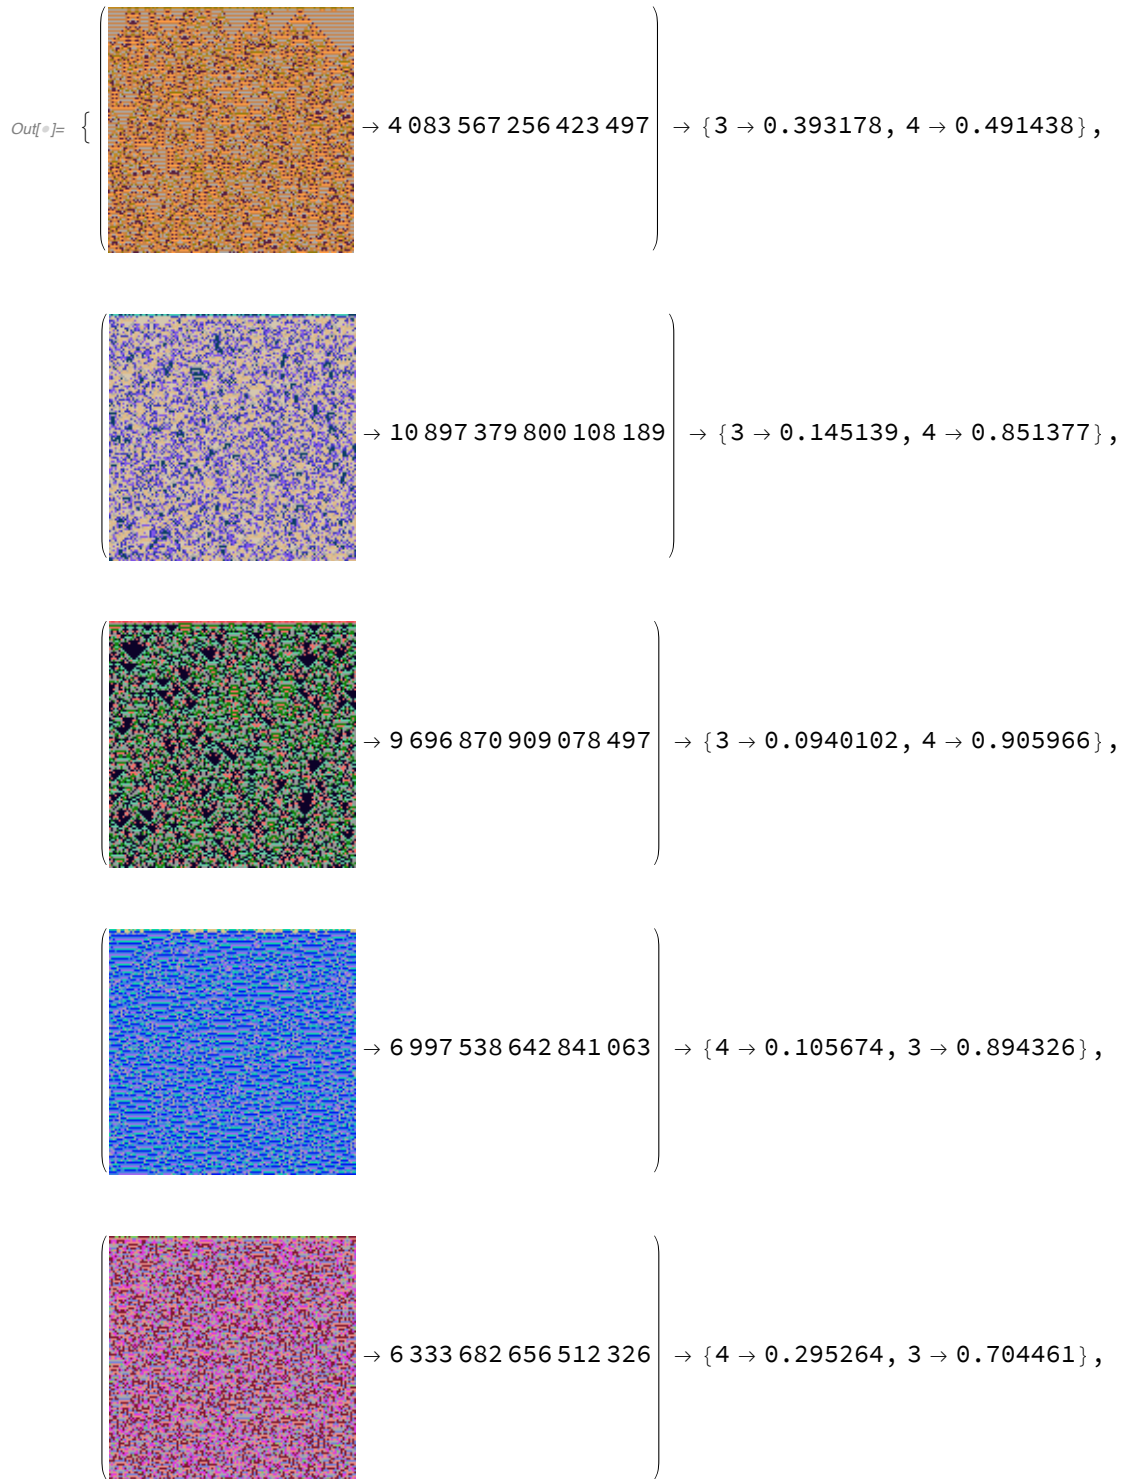 Out[•]= { ( → 4 083 567 256 423 497 ) → {3 → 0.393178, 4 → 0.491438},
( → 10 897 379 800 108 189 ) → {3 → 0.145139, 4 → 0.851377},
( → 9 696 870 909 078 497 ) → {3 → 0.0940102, 4 → 0.905966},
( → 6 997 538 642 841 063 ) → {4 → 0.105674, 3 → 0.894326},
( → 6 333 682 656 512 326 ) → {4 → 0.295264, 3 → 0.704461},